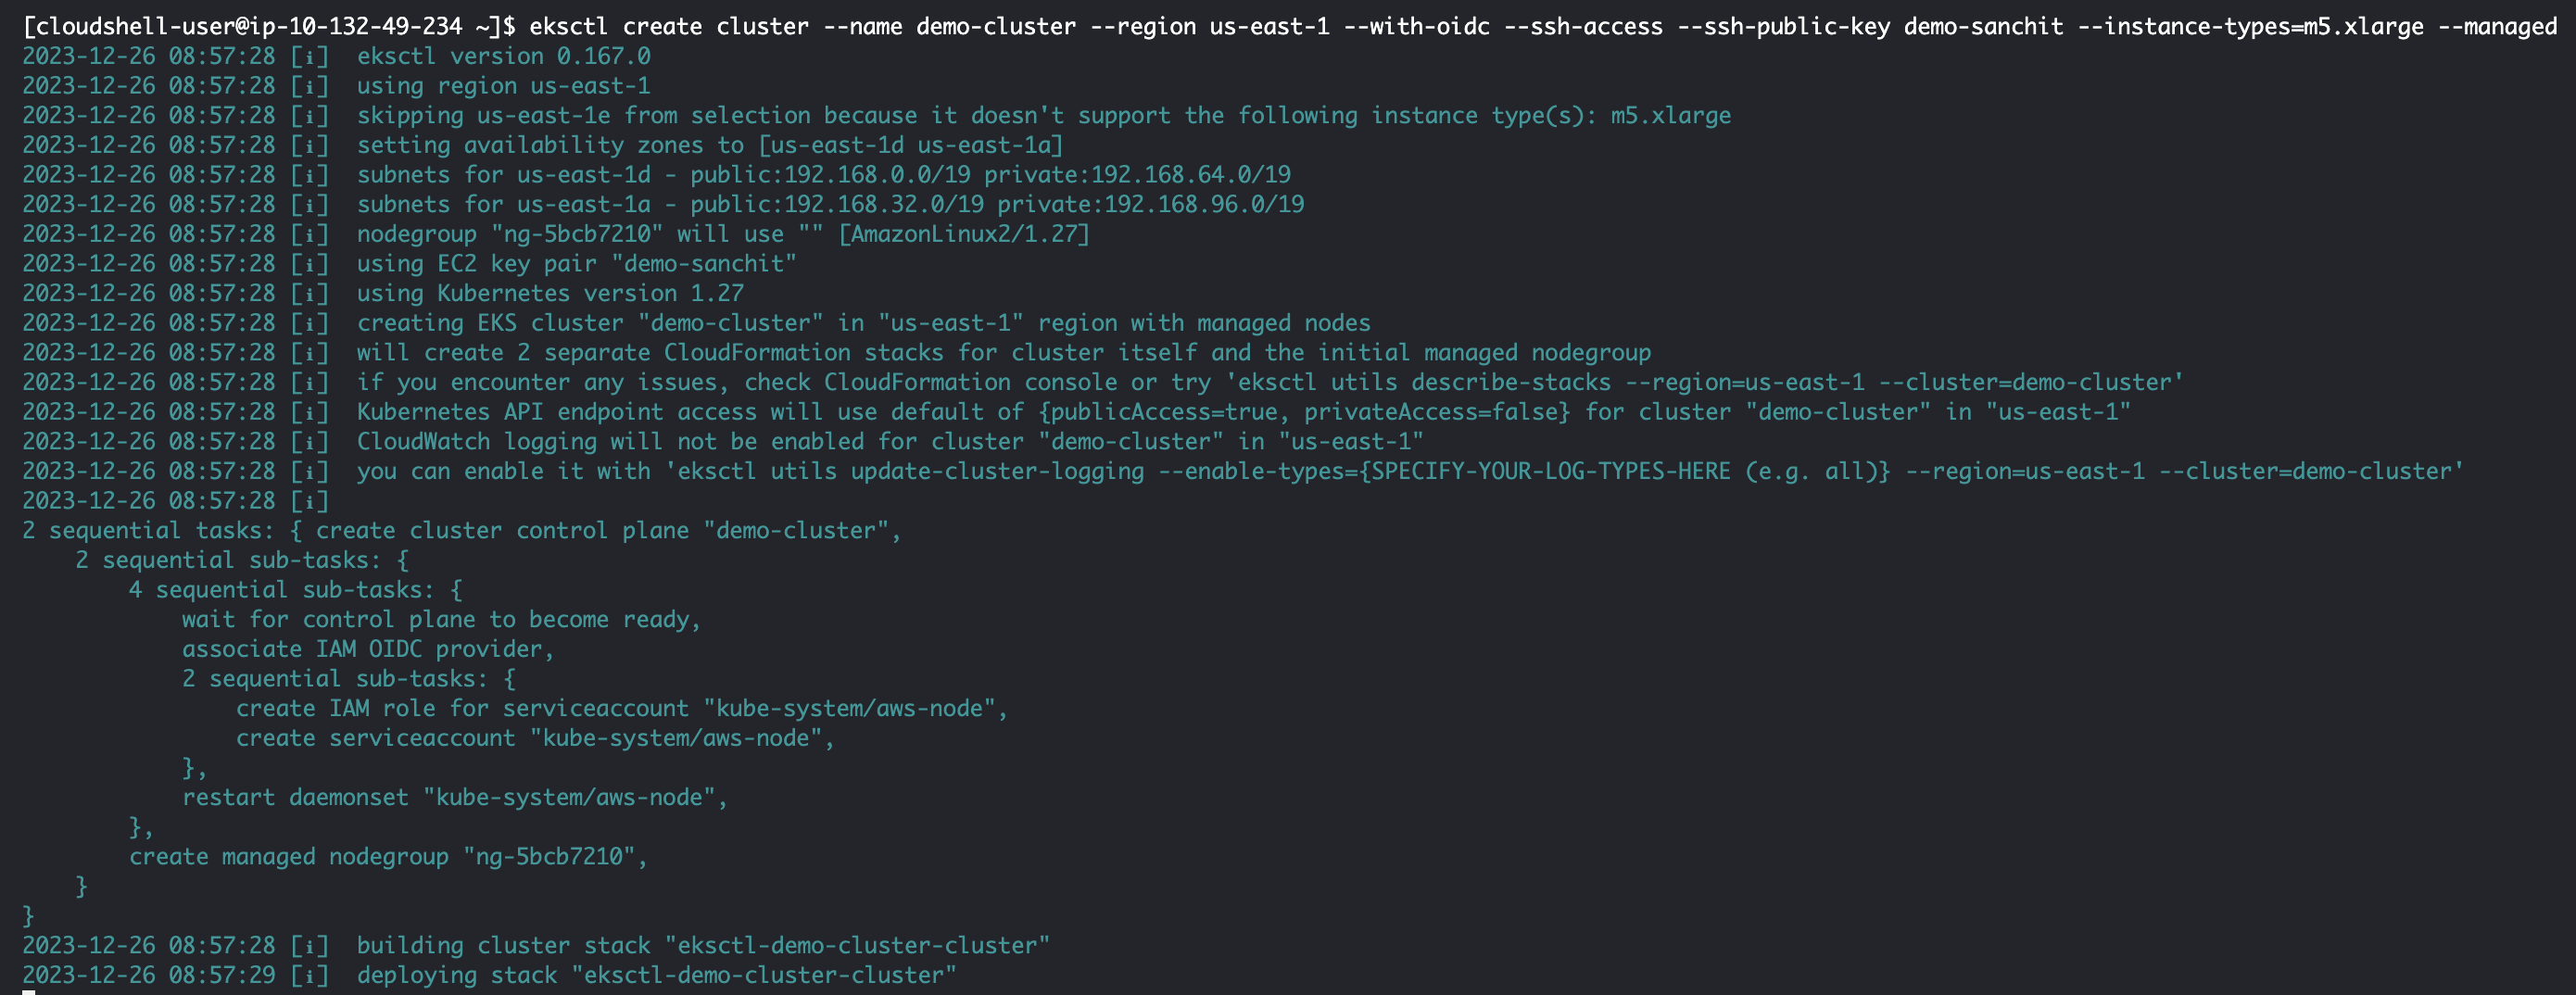 [cloudshell-user@ip-10-132-49-234 ~]$ eksctl create cluster --name demo-cluster --region us-east-1 --with-oidc --ssh-access --ssh-public-key demo-sanchit --instance-types=m5.xlarge --managed
2023-12-26 08:57:28 [ℹ]  eksctl version 0.167.0
2023-12-26 08:57:28 [ℹ]  using region us-east-1
2023-12-26 08:57:28 [ℹ]  skipping us-east-1e from selection because it doesn't support the following instance type(s): m5.xlarge
2023-12-26 08:57:28 [ℹ]  setting availability zones to [us-east-1d us-east-1a]
2023-12-26 08:57:28 [ℹ]  subnets for us-east-1d - public:192.168.0.0/19 private:192.168.64.0/19
2023-12-26 08:57:28 [ℹ]  subnets for us-east-1a - public:192.168.32.0/19 private:192.168.96.0/19
2023-12-26 08:57:28 [ℹ]  nodegroup "ng-5bcb7210" will use "" [AmazonLinux2/1.27]
2023-12-26 08:57:28 [ℹ]  using EC2 key pair "demo-sanchit"
2023-12-26 08:57:28 [ℹ]  using Kubernetes version 1.27
2023-12-26 08:57:28 [ℹ]  creating EKS cluster "demo-cluster" in "us-east-1" region with managed nodes
2023-12-26 08:57:28 [ℹ]  will create 2 separate CloudFormation stacks for cluster itself and the initial managed nodegroup
2023-12-26 08:57:28 [ℹ]  if you encounter any issues, check CloudFormation console or try 'eksctl utils describe-stacks --region=us-east-1 --cluster=demo-cluster'
2023-12-26 08:57:28 [ℹ]  Kubernetes API endpoint access will use default of {publicAccess=true, privateAccess=false} for cluster "demo-cluster" in "us-east-1"
2023-12-26 08:57:28 [ℹ]  CloudWatch logging will not be enabled for cluster "demo-cluster" in "us-east-1"
2023-12-26 08:57:28 [ℹ]  you can enable it with 'eksctl utils update-cluster-logging --enable-types={SPECIFY-YOUR-LOG-TYPES-HERE (e.g. all)} --region=us-east-1 --cluster=demo-cluster'
2023-12-26 08:57:28 [ℹ]
2 sequential tasks: { create cluster control plane "demo-cluster",
    2 sequential sub-tasks: {
        4 sequential sub-tasks: {
            wait for control plane to become ready,
            associate IAM OIDC provider,
            2 sequential sub-tasks: {
                create IAM role for serviceaccount "kube-system/aws-node",
                create serviceaccount "kube-system/aws-node",
            },
            restart daemonset "kube-system/aws-node",
        },
        create managed nodegroup "ng-5bcb7210",
    }
}
2023-12-26 08:57:28 [ℹ]  building cluster stack "eksctl-demo-cluster-cluster"
2023-12-26 08:57:29 [ℹ]  deploying stack "eksctl-demo-cluster-cluster"